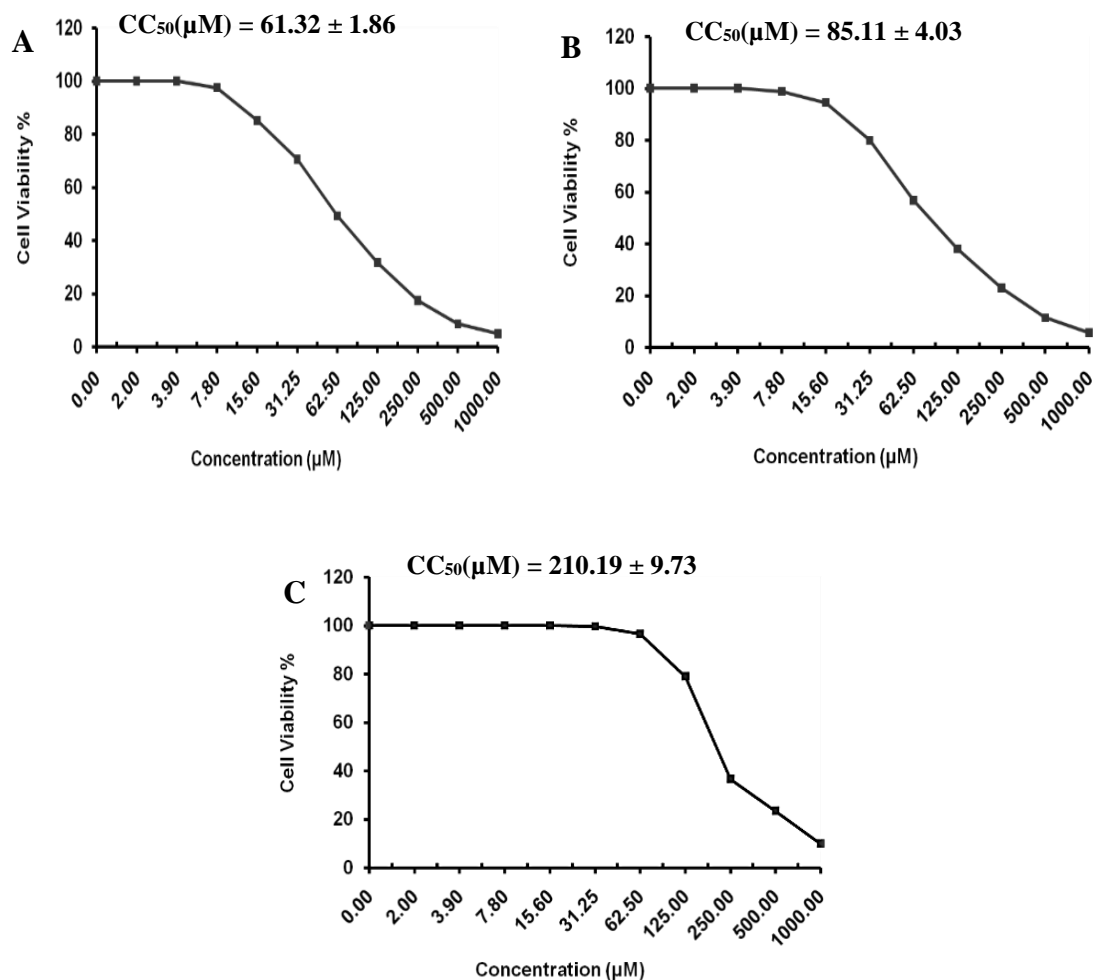 A
CC₅₀(µM) = 61.32 ± 1.86
120
100
80
60
40
20
0
Cell Viability %
0.00 2.00 3.90 7.80 15.60 31.25 62.50 125.00 250.00 500.00 1000.00
Concentration (µM)
B
CC₅₀(µM) = 85.11 ± 4.03
120
100
80
60
40
20
0
Cell Viability %
0.00 2.00 3.90 7.80 15.60 31.25 62.50 125.00 250.00 500.00 1000.00
Concentration (µM)
C
CC₅₀(µM) = 210.19 ± 9.73
120
100
80
60
40
20
0
Cell Viability %
0.00 2.00 3.90 7.80 15.60 31.25 62.50 125.00 250.00 500.00 1000.00
Concentration (µM)